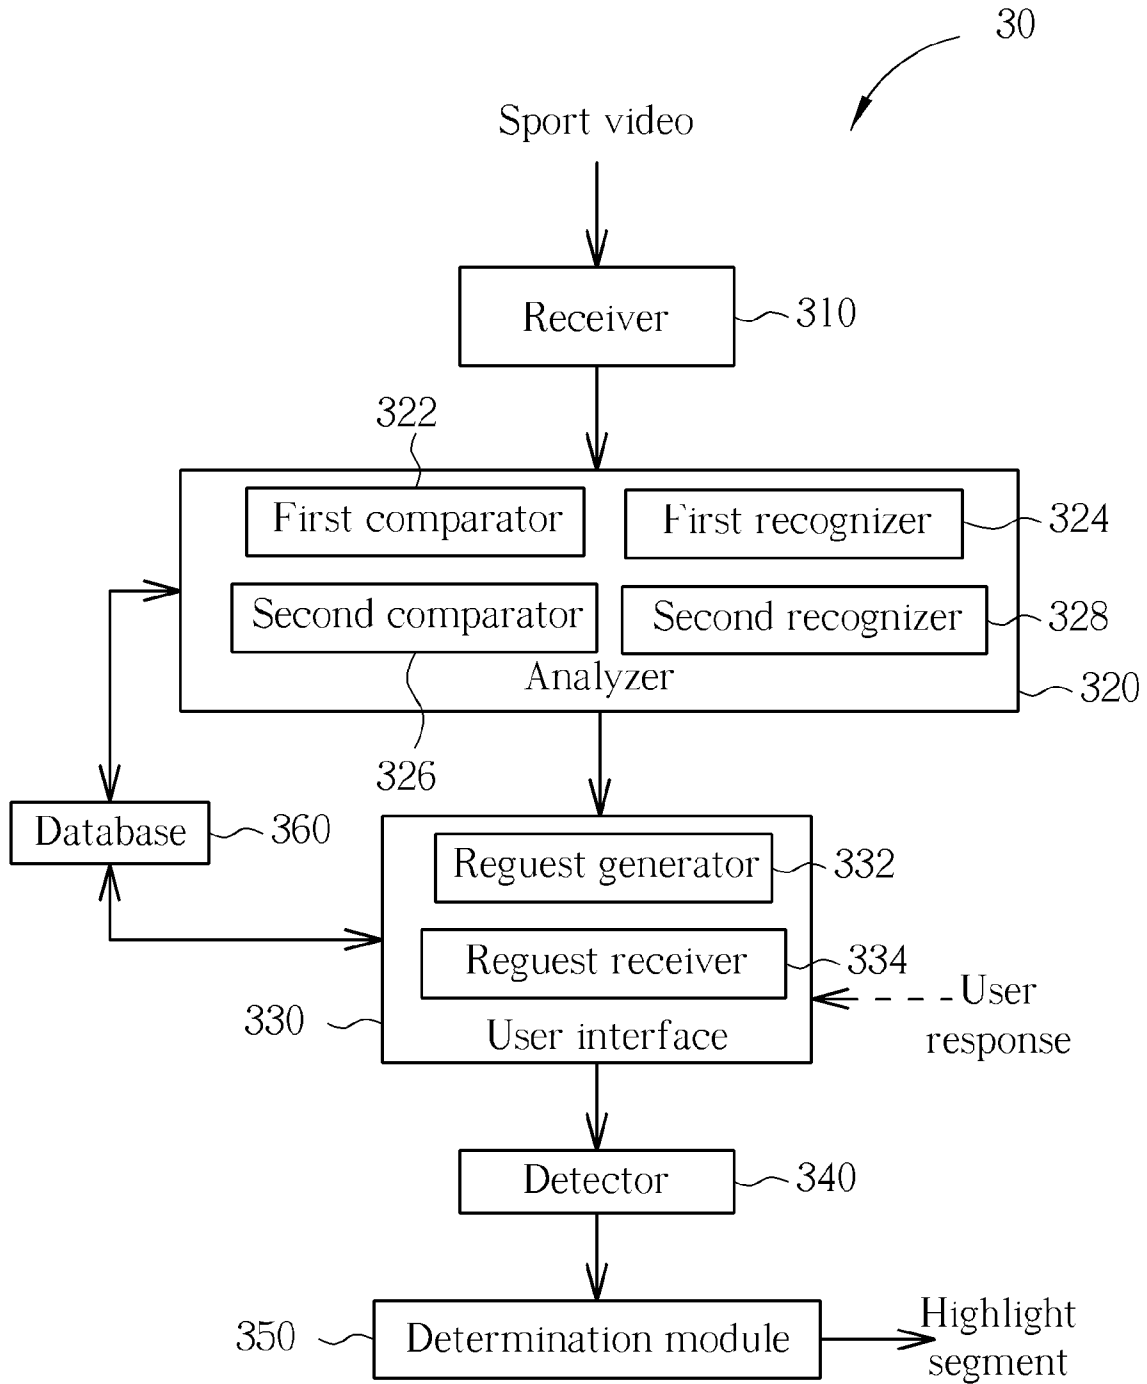 30
Sport video
Receiver
310
322
First comparator
First recognizer
324
Second comparator
Second recognizer
328
Analyzer
320
326
Database
360
Reguest generator
332
Reguest receiver
334
User
response
330
User interface
Detector
340
350
Determination module
Highlight
segment